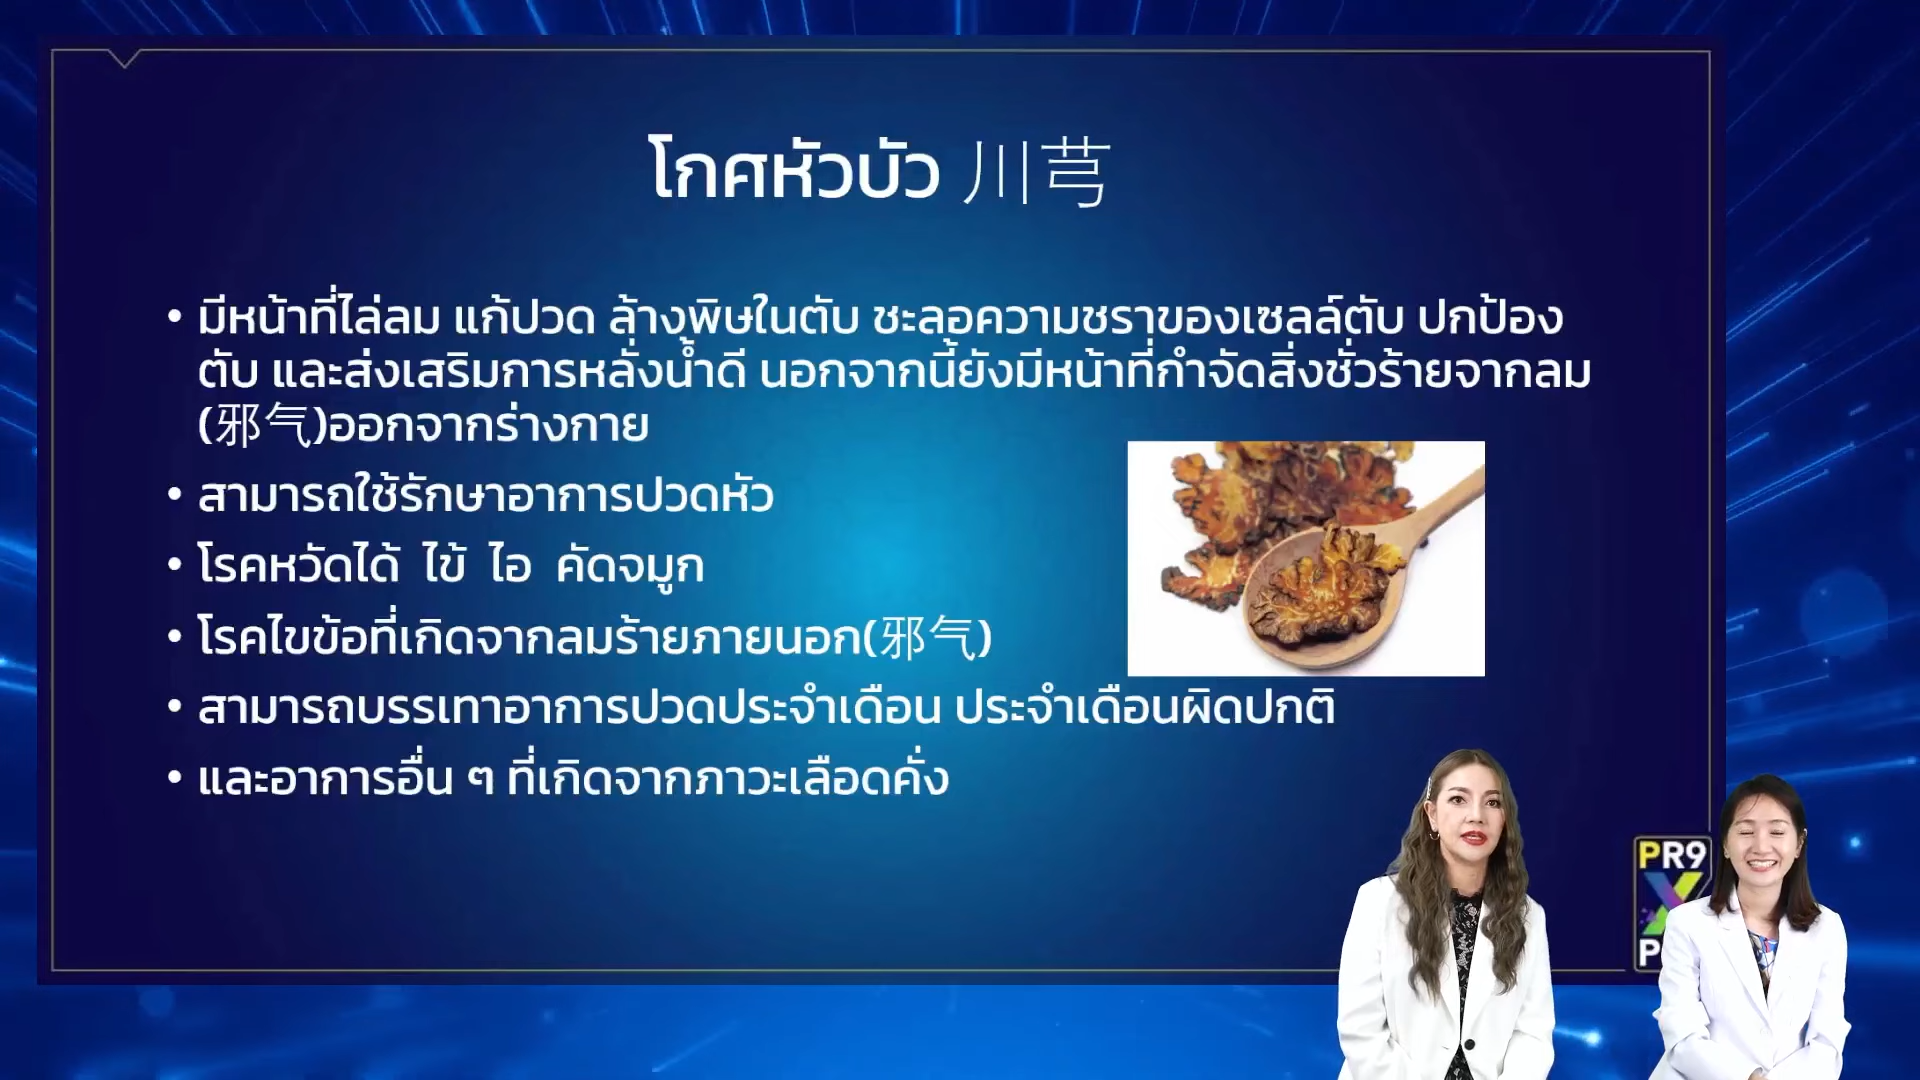 โกศหัวบัว 川芎
• มีหน้าที่ไล่ลม แก้ปวด ล้างพิษในตับ ชะลอความชราของเซลล์ตับ ปกป้อง
ตับ และส่งเสริมการหลั่งน้ำดี นอกจากนี้ยังมีหน้าที่กำจัดสิ่งชั่วร้ายจากลม
(邪气)ออกจากร่างกาย
• สามารถใช้รักษาอาการปวดหัว
• โรคหวัดได้ ไข้ ไอ คัดจมูก
• โรคไขข้อที่เกิดจากลมร้ายภายนอก(邪气)
• สามารถบรรเทาอาการปวดประจำเดือน ประจำเดือนผิดปกติ
• และอาการอื่น ๆ ที่เกิดจากภาวะเลือดคั่ง
PR9
X